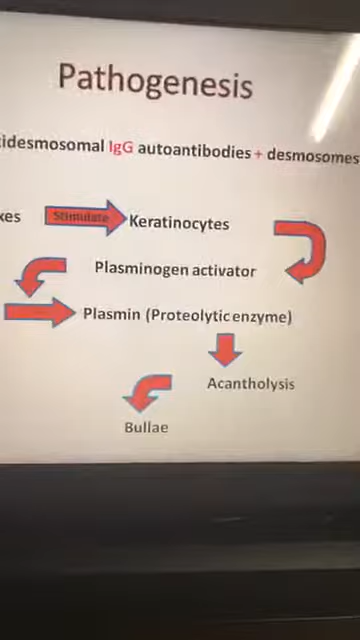 Pathogenesis
idesmosomal IgG autoantibodies + desmosomes
xes Stimulate Keratinocytes
Plasminogen activator
Plasmin (Proteolytic enzyme)
Acantholysis
Bullae